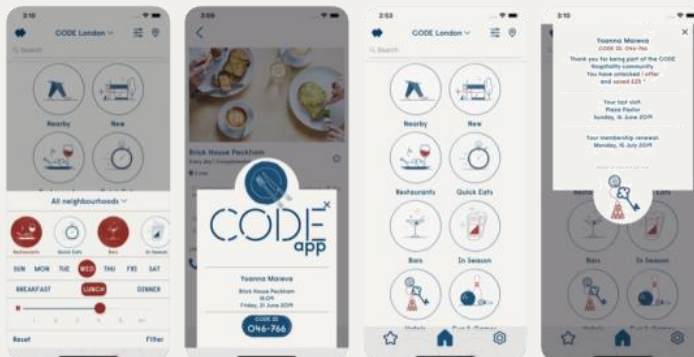 3:10
CODE London
Search
Nearby
New
All neighbourhoods
Restaurants
Quick Eats
Bars
In Season
SUN MON TUE WED THU FRI SAT
BREAKFAST LUNCH DINNER
Reset
Filter
3:09
Brick House Peckham
CODE
app
Yoanna Mareva
Brick House Peckham
Friday, 21 June 2019
CODE ID
046-766
2:53
CODE London
Search
Nearby
New
Restaurants
Quick Eats
Bars
In Season
Hotels
Fun & Games
3:10
Yoanna Mareva
CODE ID: 046-766
Thank you for being part of the CODE
Hospitality community
You have unlocked 1 offer
and saved £25 *
Your last visit:
Pizza Pastor
Sunday, 16 June 2019
Your membership renewal:
Monday, 15 July 2019
Bars
In Season